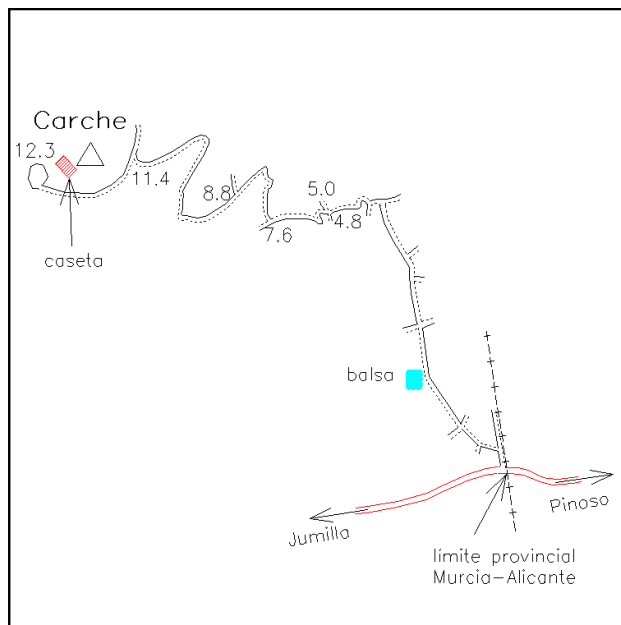 Carche
12.3
11.4
8.8
5.0
4.8
7.6
caseta
balsa
Pinoso
Jumilla
límite provincial
Murcia-Alicante